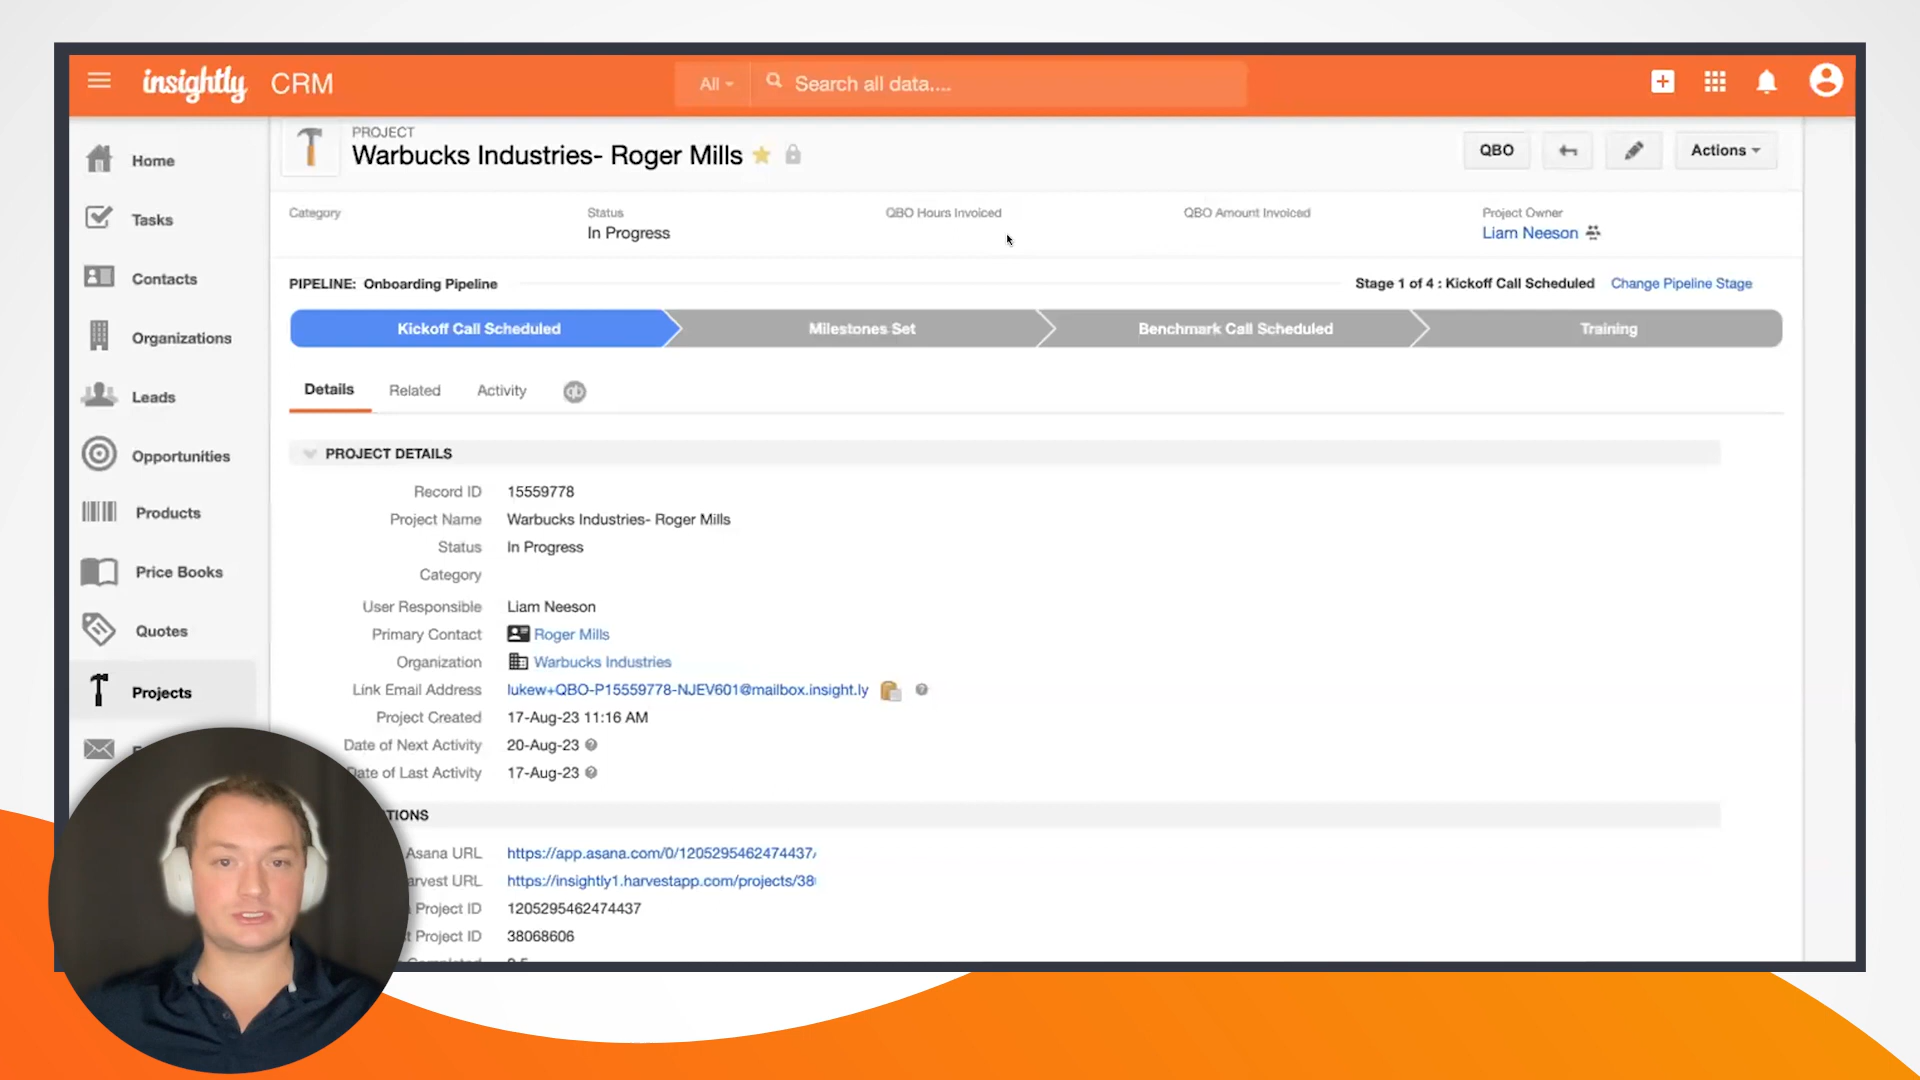 insightly CRM
All
Search all data....
PROJECT
Warbucks Industries- Roger Mills
QBO
Actions
Home
Tasks
Contacts
Organizations
Leads
Opportunities
Products
Price Books
Quotes
Projects
Category
Status
In Progress
QBO Hours Invoiced
QBO Amount Invoiced
Project Owner
Liam Neeson
PIPELINE: Onboarding Pipeline
Stage 1 of 4 : Kickoff Call Scheduled Change Pipeline Stage
Kickoff Call Scheduled
Milestones Set
Benchmark Call Scheduled
Training
Details
Related
Activity
qb
PROJECT DETAILS
Record ID 15559778
Project Name Warbucks Industries- Roger Mills
Status In Progress
Category
User Responsible Liam Neeson
Primary Contact Roger Mills
Organization Warbucks Industries
Link Email Address lukew+QBO-P15559778-NJEV601@mailbox.insight.ly
Project Created 17-Aug-23 11:16 AM
Date of Next Activity 20-Aug-23
Date of Last Activity 17-Aug-23
TIONS
Asana URL https://app.asana.com/0/1205295462474437/
arvest URL https://insightly1.harvestapp.com/projects/38
Project ID 1205295462474437
t Project ID 38068606